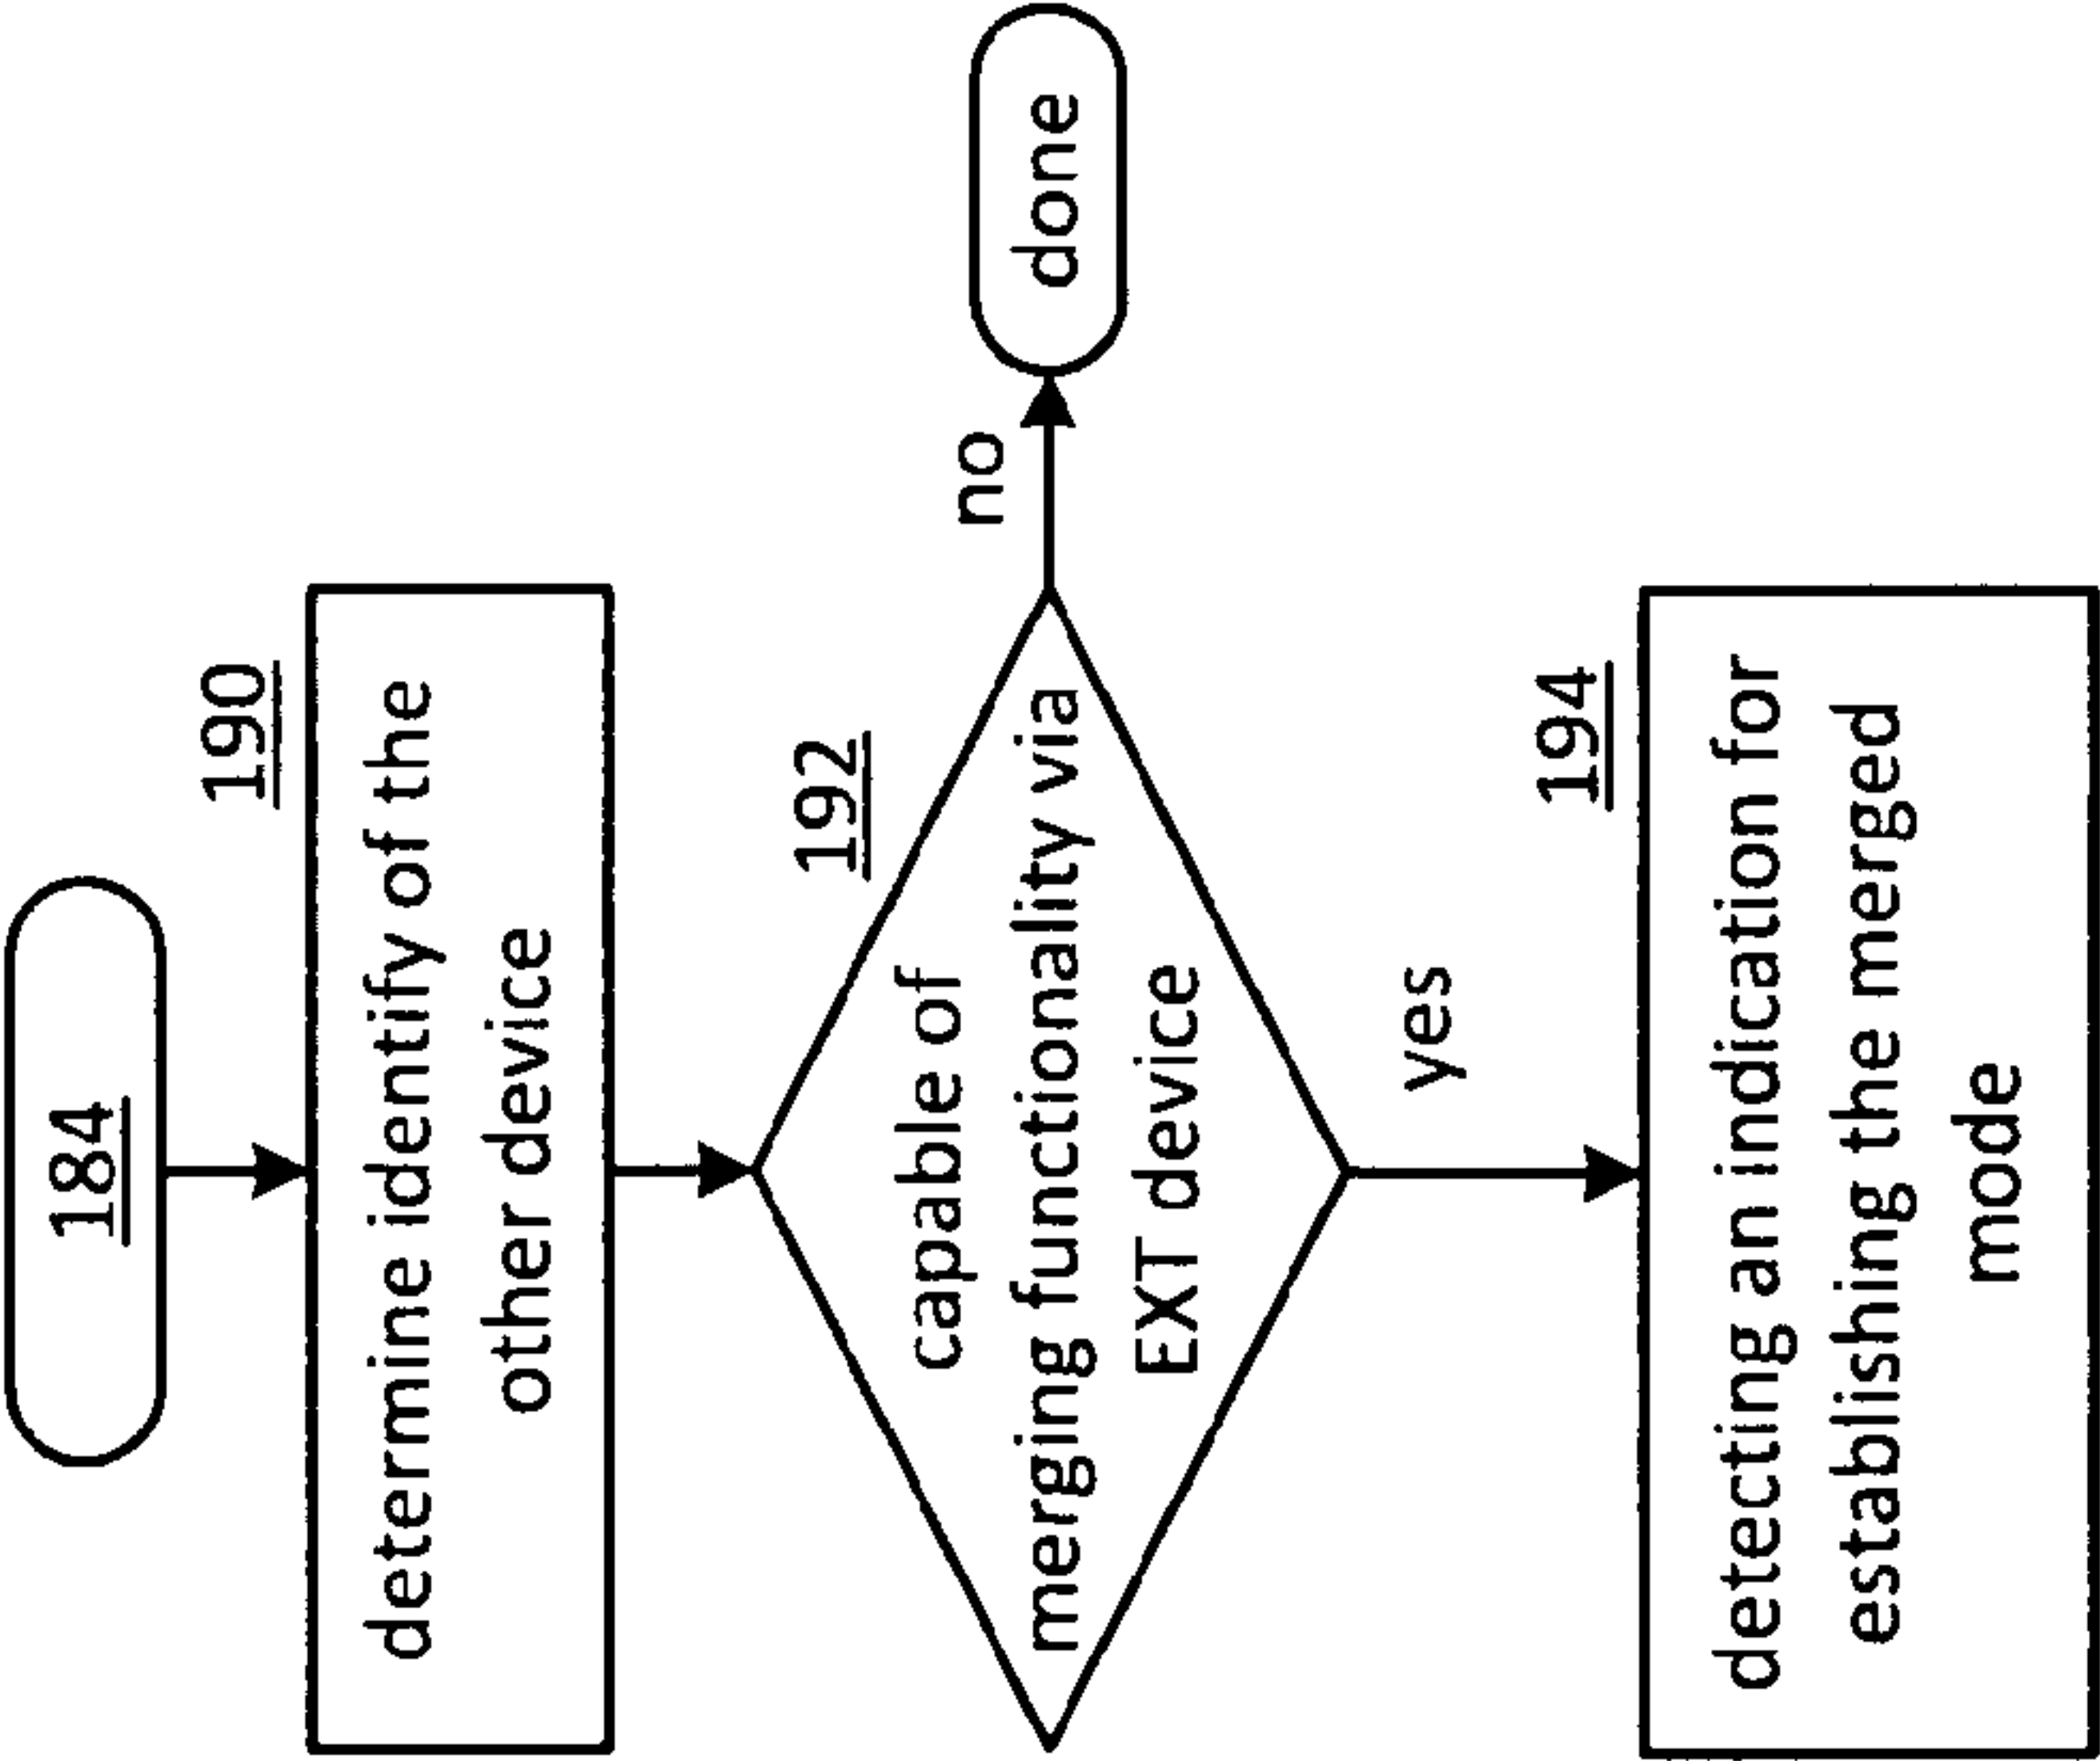 184
190
determine identify of the
other device
192
capable of
merging functionality via
EXT device
no
done
yes
194
detecting an indication for
establishing the merged
mode